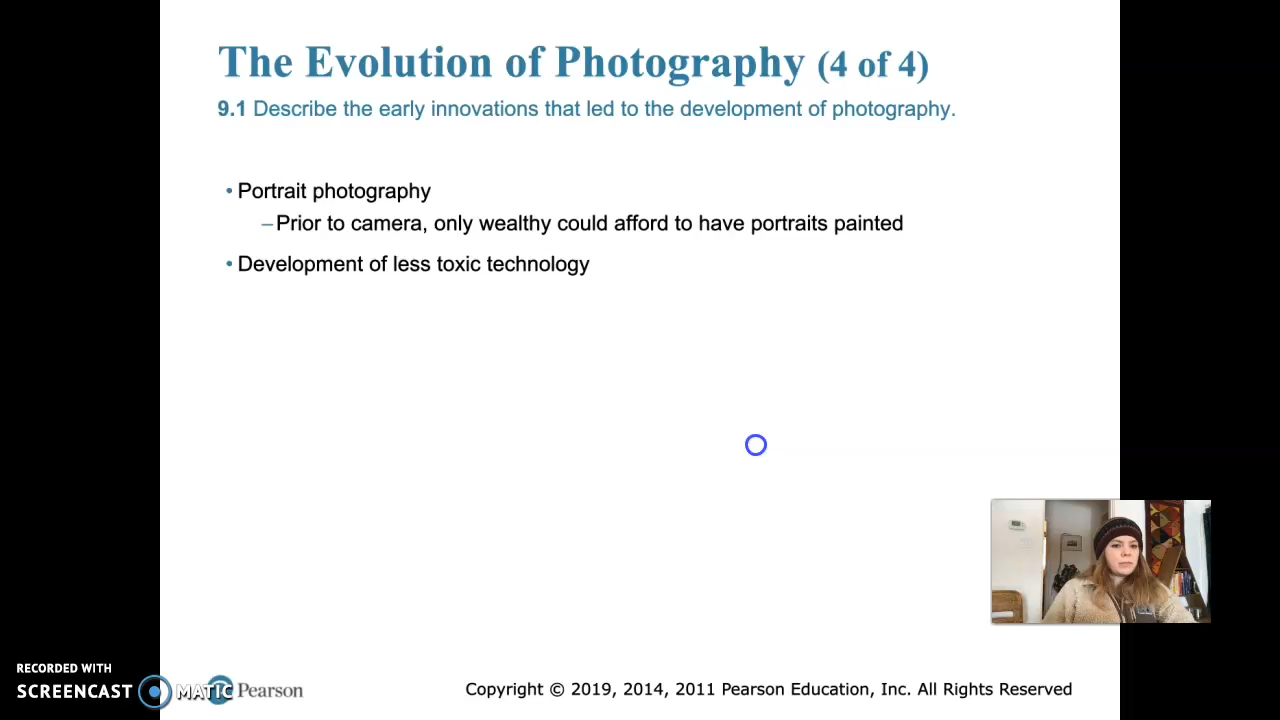 The Evolution of Photography (4 of 4)
9.1 Describe the early innovations that led to the development of photography.
• Portrait photography
–Prior to camera, only wealthy could afford to have portraits painted
• Development of less toxic technology
RECORDED WITH
SCREENCAST MATIC
Pearson
Copyright © 2019, 2014, 2011 Pearson Education, Inc. All Rights Reserved